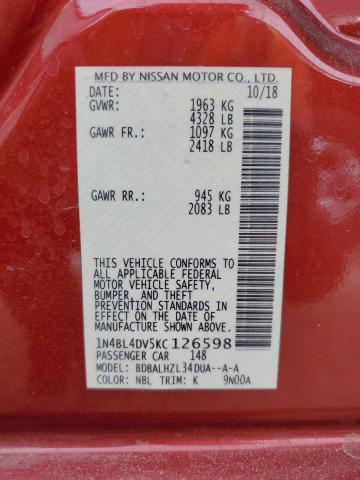 MFD BY NISSAN MOTOR CO., LTD.
DATE: 10/18
GVWR: 1963 KG
4328 LB
GAWR FR.: 1097 KG
2418 LB
GAWR RR.: 945 KG
2083 LB
THIS VEHICLE CONFORMS TO
ALL APPLICABLE FEDERAL
MOTOR VEHICLE SAFETY,
BUMPER, AND THEFT
PREVENTION STANDARDS IN
EFFECT ON THE DATE OF
MANUFACTURE SHOWN ABOVE.
1N4BL4DV5KC126598
PASSENGER CAR 148
MODEL: BDBALHZL34DUA--A-A
COLOR: NBL TRIM: K 9N00A